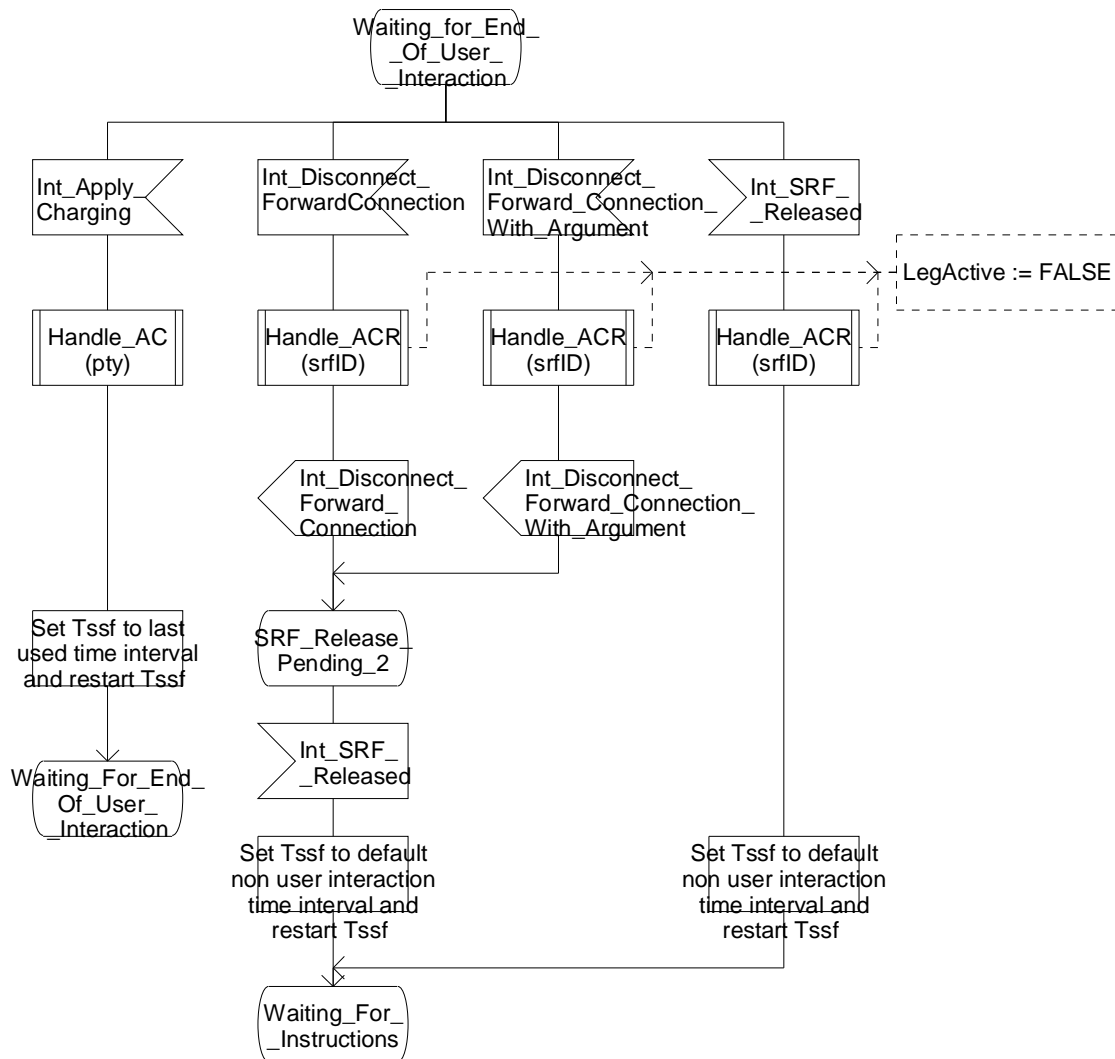 Waiting_for_End_
_Of_User_
_Interaction
Int_Apply_
Charging
Int_Disconnect_
ForwardConnection
Int_Disconnect_
Forward_Connection_
With_Argument
Int_SRF_
_Released
LegActive := FALSE
Handle_AC
(pty)
Handle_ACR
(srfID)
Handle_ACR
(srfID)
Handle_ACR
(srfID)
Int_Disconnect_
Forward_
Connection
Int_Disconnect_
Forward_Connection_
With_Argument
Set Tssf to last
used time interval
and restart Tssf
SRF_Release_
Pending_2
Int_SRF_
_Released
Waiting_For_End_
Of_User_
_Interaction
Set Tssf to default
non user interaction
time interval and
restart Tssf
Set Tssf to default
non user interaction
time interval and
restart Tssf
Waiting_For_
_Instructions